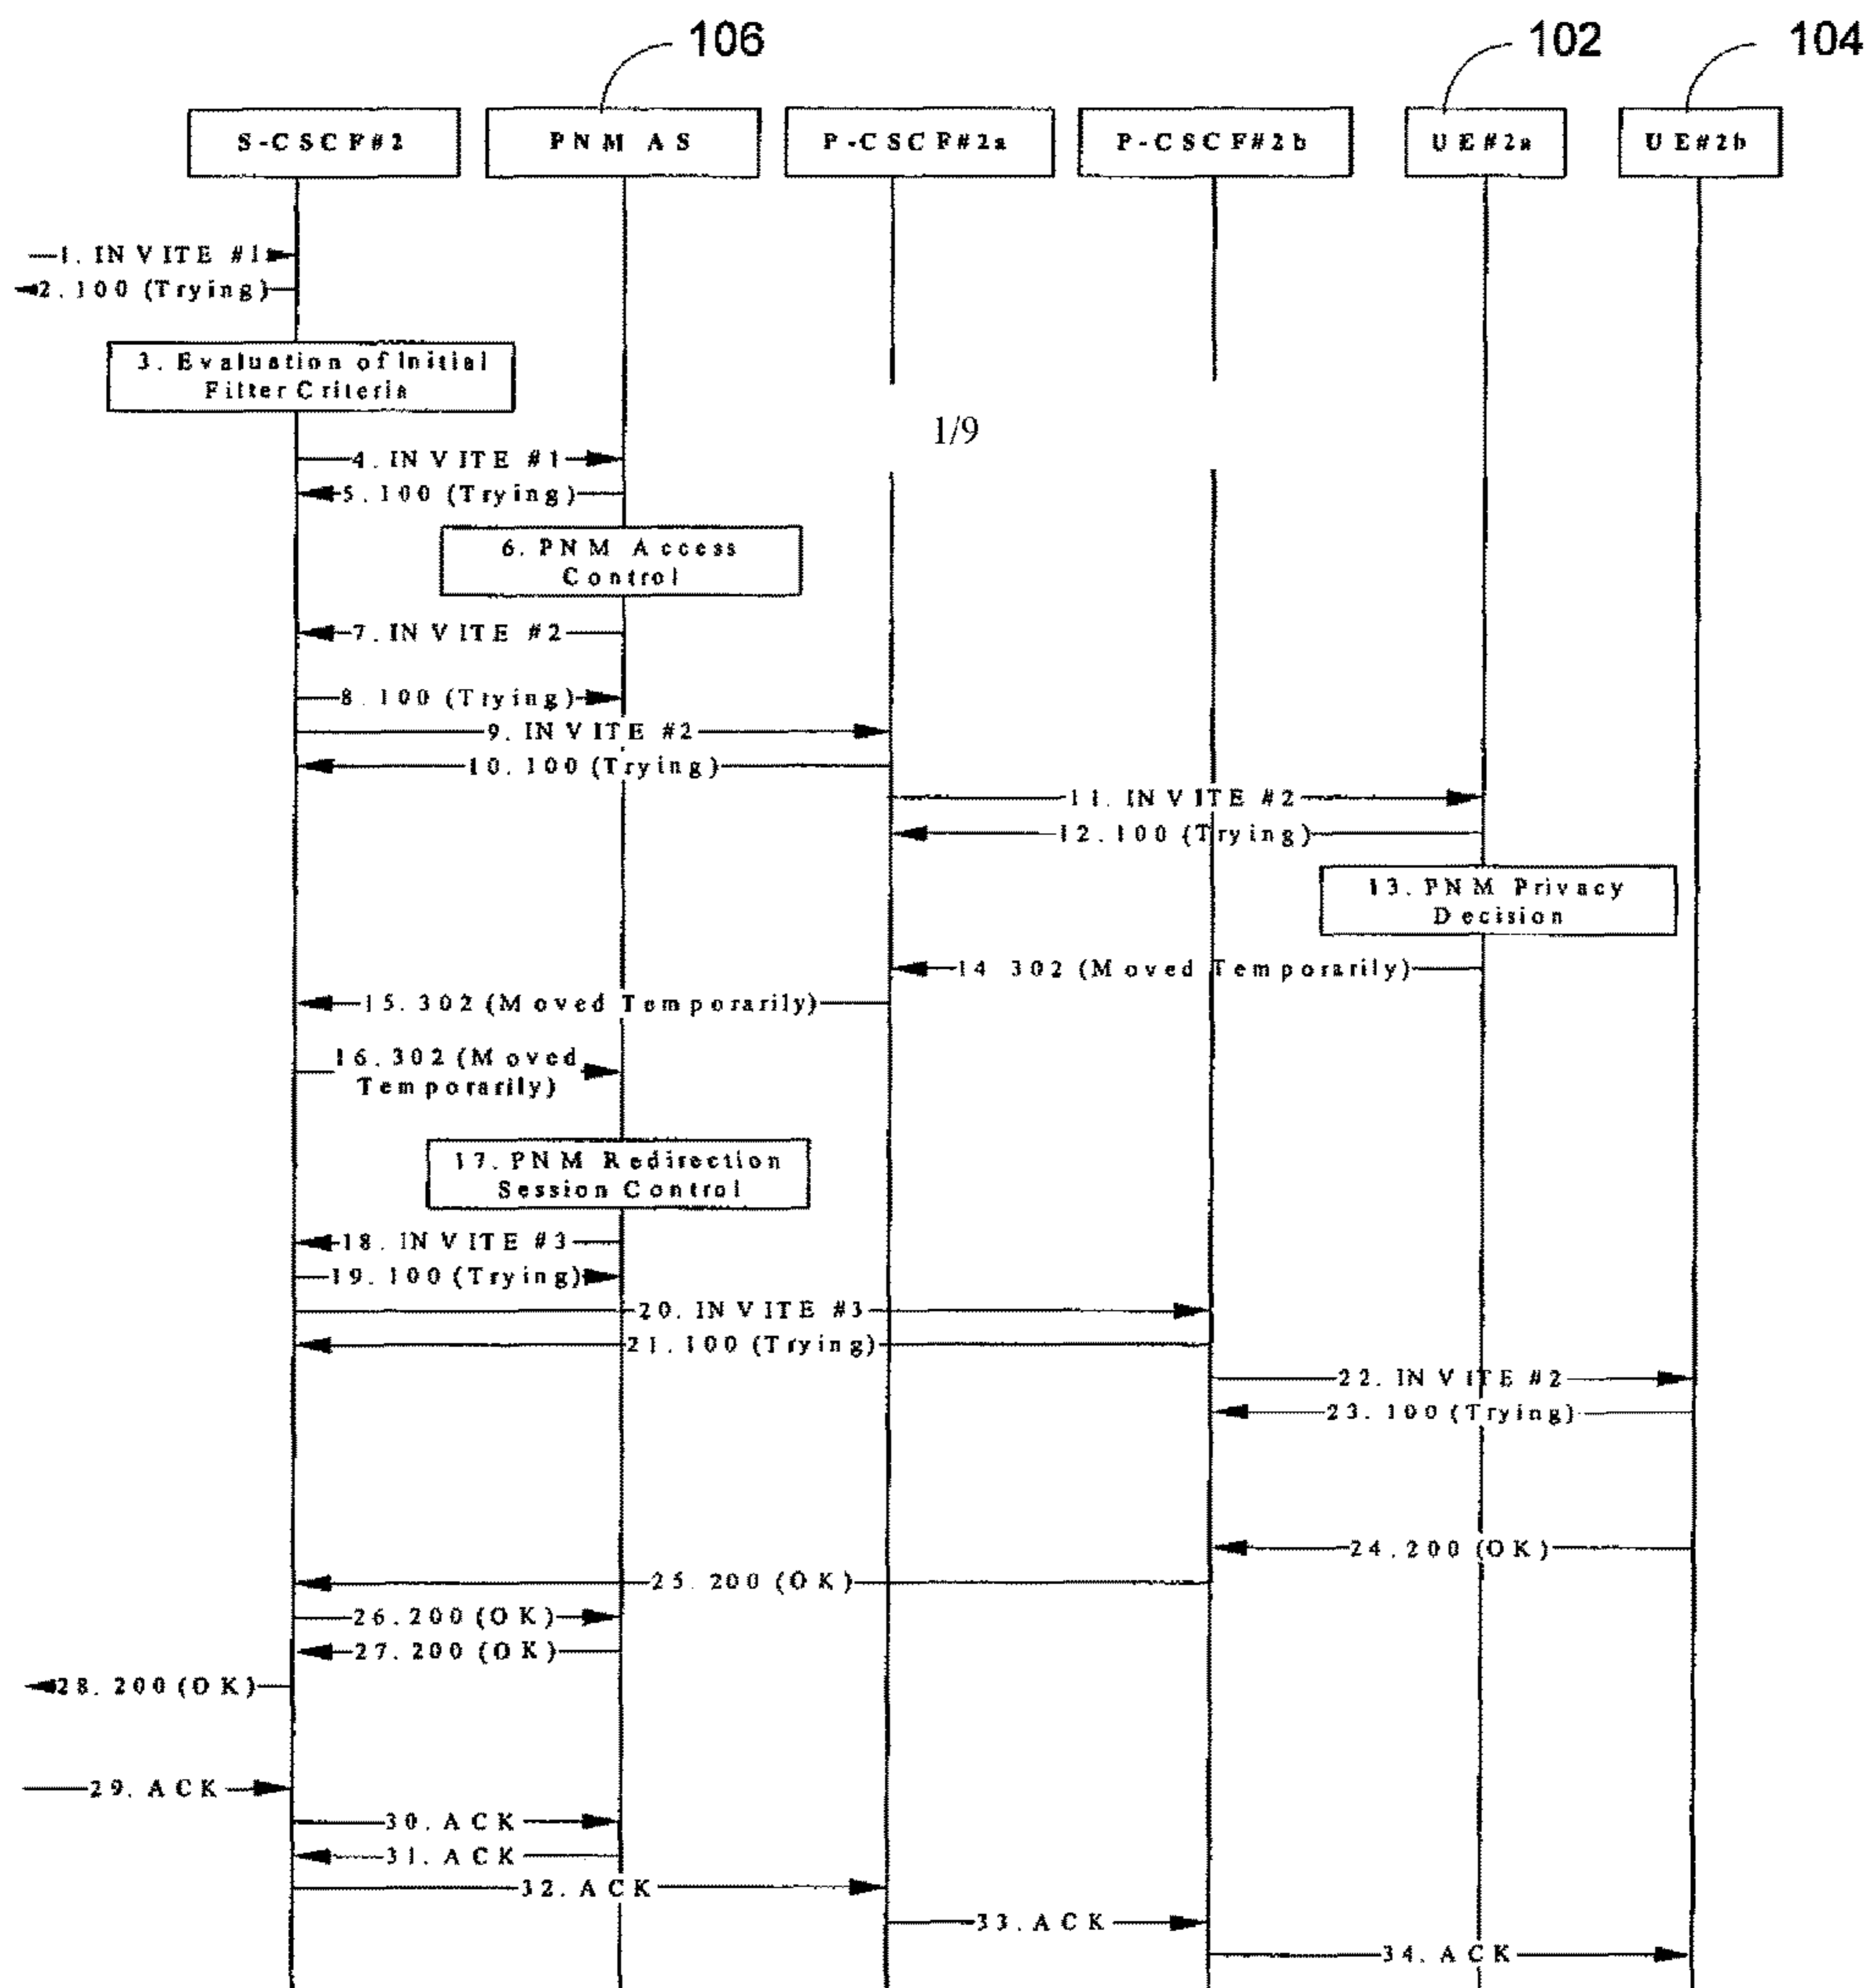 106
102
104
S-CSCF#2
PNM AS
P-CSCF#2a
P-CSCF#2b
UE#2a
UE#2b
1. INVITE #1
2.100 (Trying)
3. Evaluation of Initial
Filter Criteria
1/9
4. INVITE #1
5.100 (Trying)
6. PNM Access
Control
7. INVITE #2
8.100 (Trying)
9. INVITE #2
10.100 (Trying)
11. INVITE #2
12.100 (Trying)
13. PNM Privacy
Decision
14 302 (Moved Temporarily)
15.302 (Moved Temporarily)
16.302 (Moved
Temporarily)
17. PNM Redirection
Session Control
18. INVITE #3
19.100 (Trying)
20. INVITE #3
21.100 (Trying)
22. INVITE #2
23.100 (Trying)
24.200 (OK)
25.200 (OK)
26.200 (OK)
27.200 (OK)
28.200 (OK)
29. ACK
30. ACK
31. ACK
32. ACK
33. ACK
34. ACK